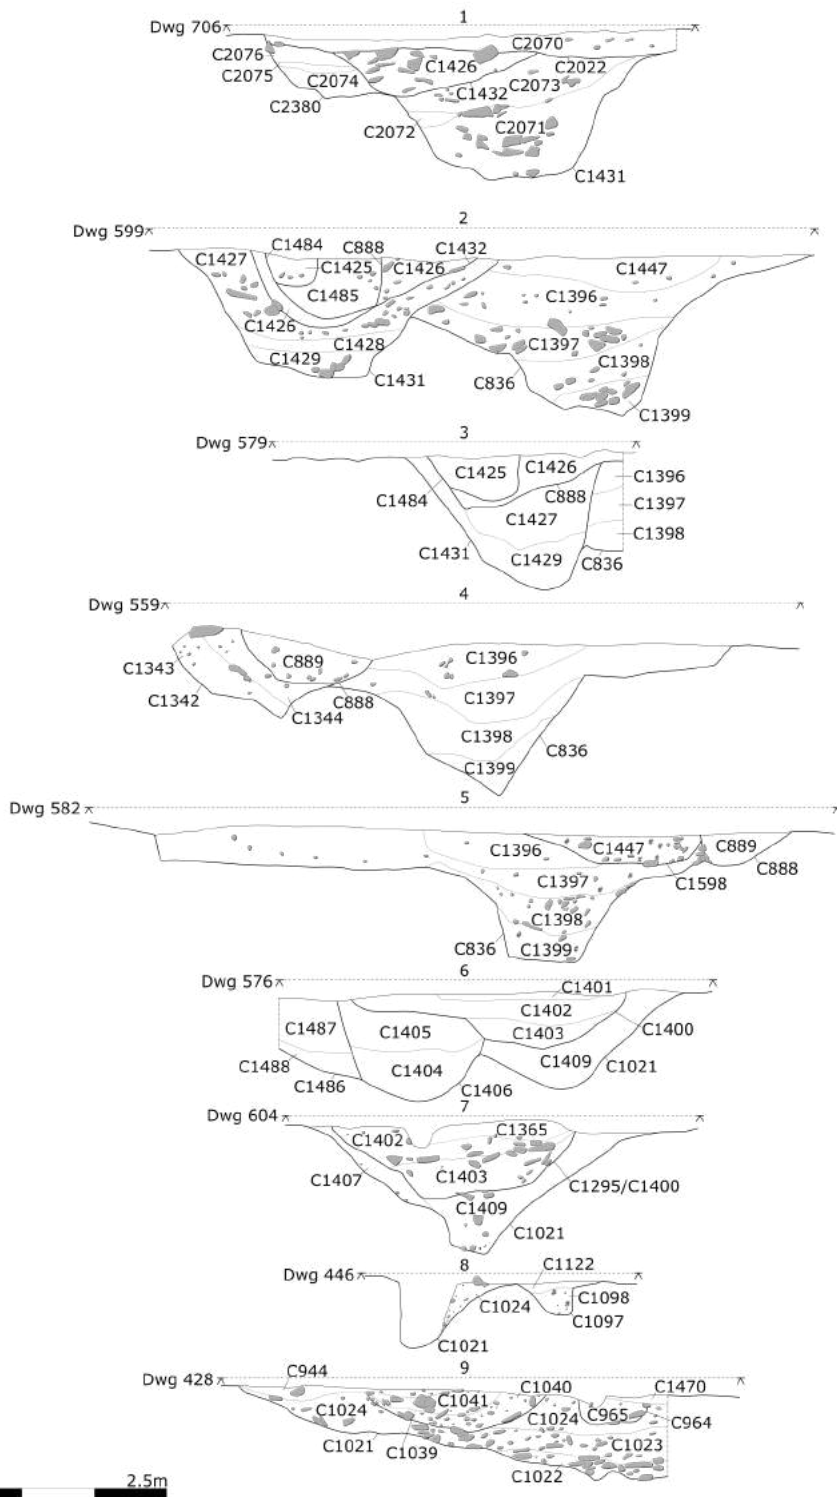 1
Dwg 706
C2070
C2076
C1426
C2022
C2075
C2074
C2073
C1432
C2380
C2072
C2071
C1431
2
Dwg 599
C1484
C888
C1432
C1427
C1425
C1426
C1447
C1485
C1396
C1426
C1428
C1397
C1429
C1398
C1431
C836
C1399
3
Dwg 579
C1425
C1426
C1396
C1484
C888
C1397
C1427
C1398
C1431
C1429
C836
4
Dwg 559
C1396
C1343
C889
C1342
C888
C1397
C1344
C1398
C836
C1399
5
Dwg 582
C1396
C1447
C889
C1397
C1598
C888
C1398
C836
C1399
6
Dwg 576
C1401
C1402
C1487
C1405
C1403
C1400
C1488
C1404
C1409
C1021
C1486
C1406
7
Dwg 604
C1402
C1365
C1407
C1403
C1295/C1400
C1409
C1021
8
Dwg 446
C1122
C1024
C1098
C1097
C1021
9
Dwg 428
C944
C1041
C1040
C1470
C1024
C1024
C965
C964
C1021
C1039
C1023
C1022
2.5m